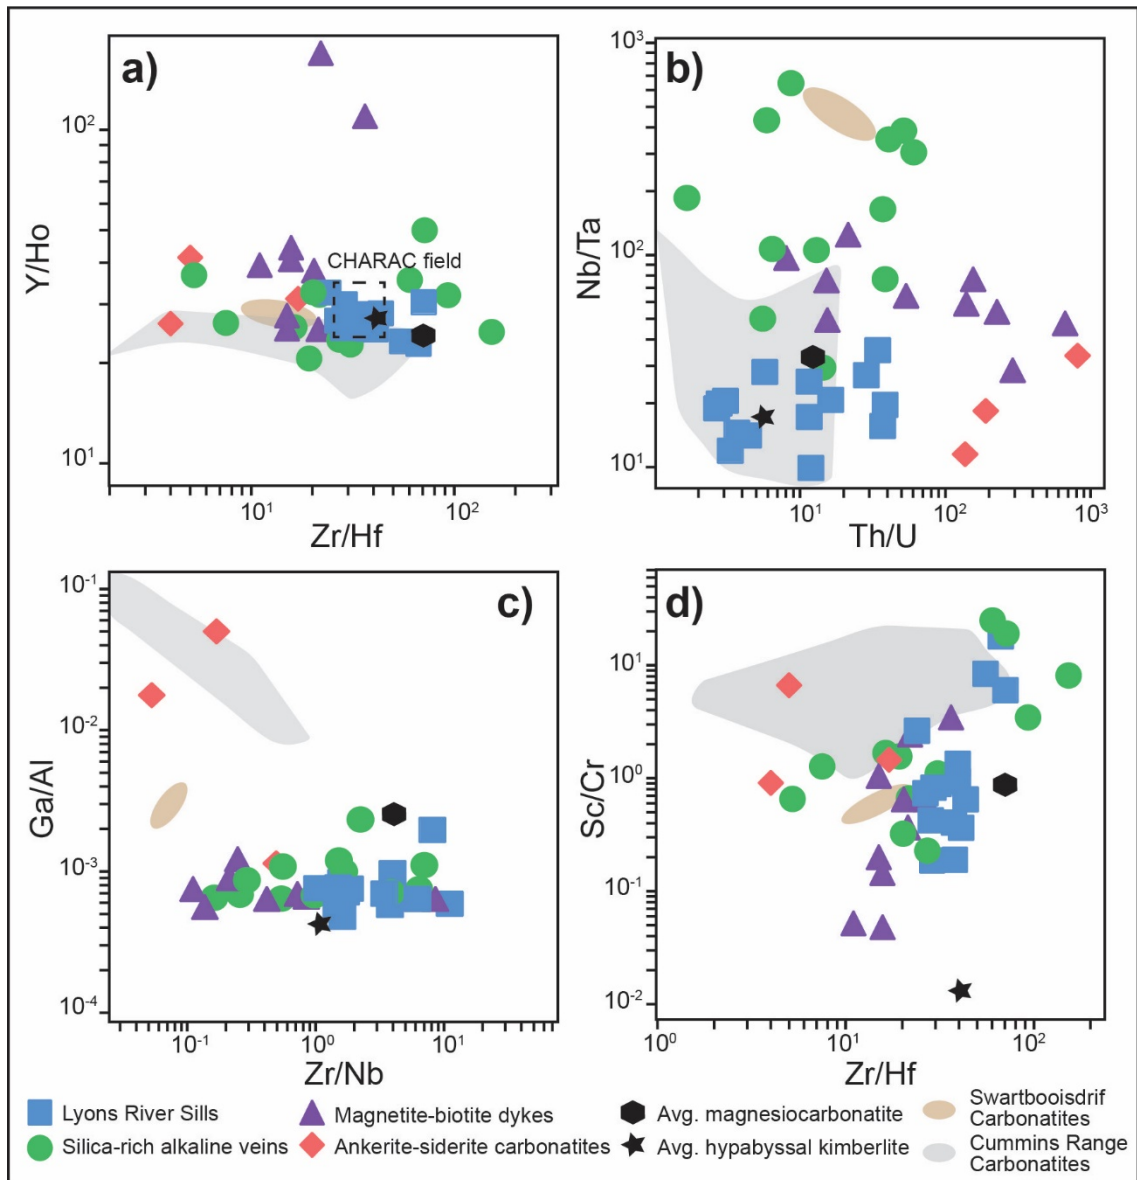 a)
10²
Y/Ho
CHARAC field
10¹
10¹
10²
Zr/Hf
b)
10³
Nb/Ta
10²
10¹
10¹
10²
10³
Th/U
c)
10⁻¹
Ga/Al
10⁻²
10⁻³
10⁻⁴
10⁻¹
10⁰
10¹
Zr/Nb
d)
10¹
Sc/Cr
10⁰
10⁻¹
10⁻²
10⁰
10¹
10²
Zr/Hf
Lyons River Sills
Magnetite-biotite dykes
Avg. magnesiocarbonatite
Swartbooisdrif
Carbonatites
Silica-rich alkaline veins
Ankerite-siderite carbonatites
Avg. hypabyssal kimberlite
Cummins Range
Carbonatites